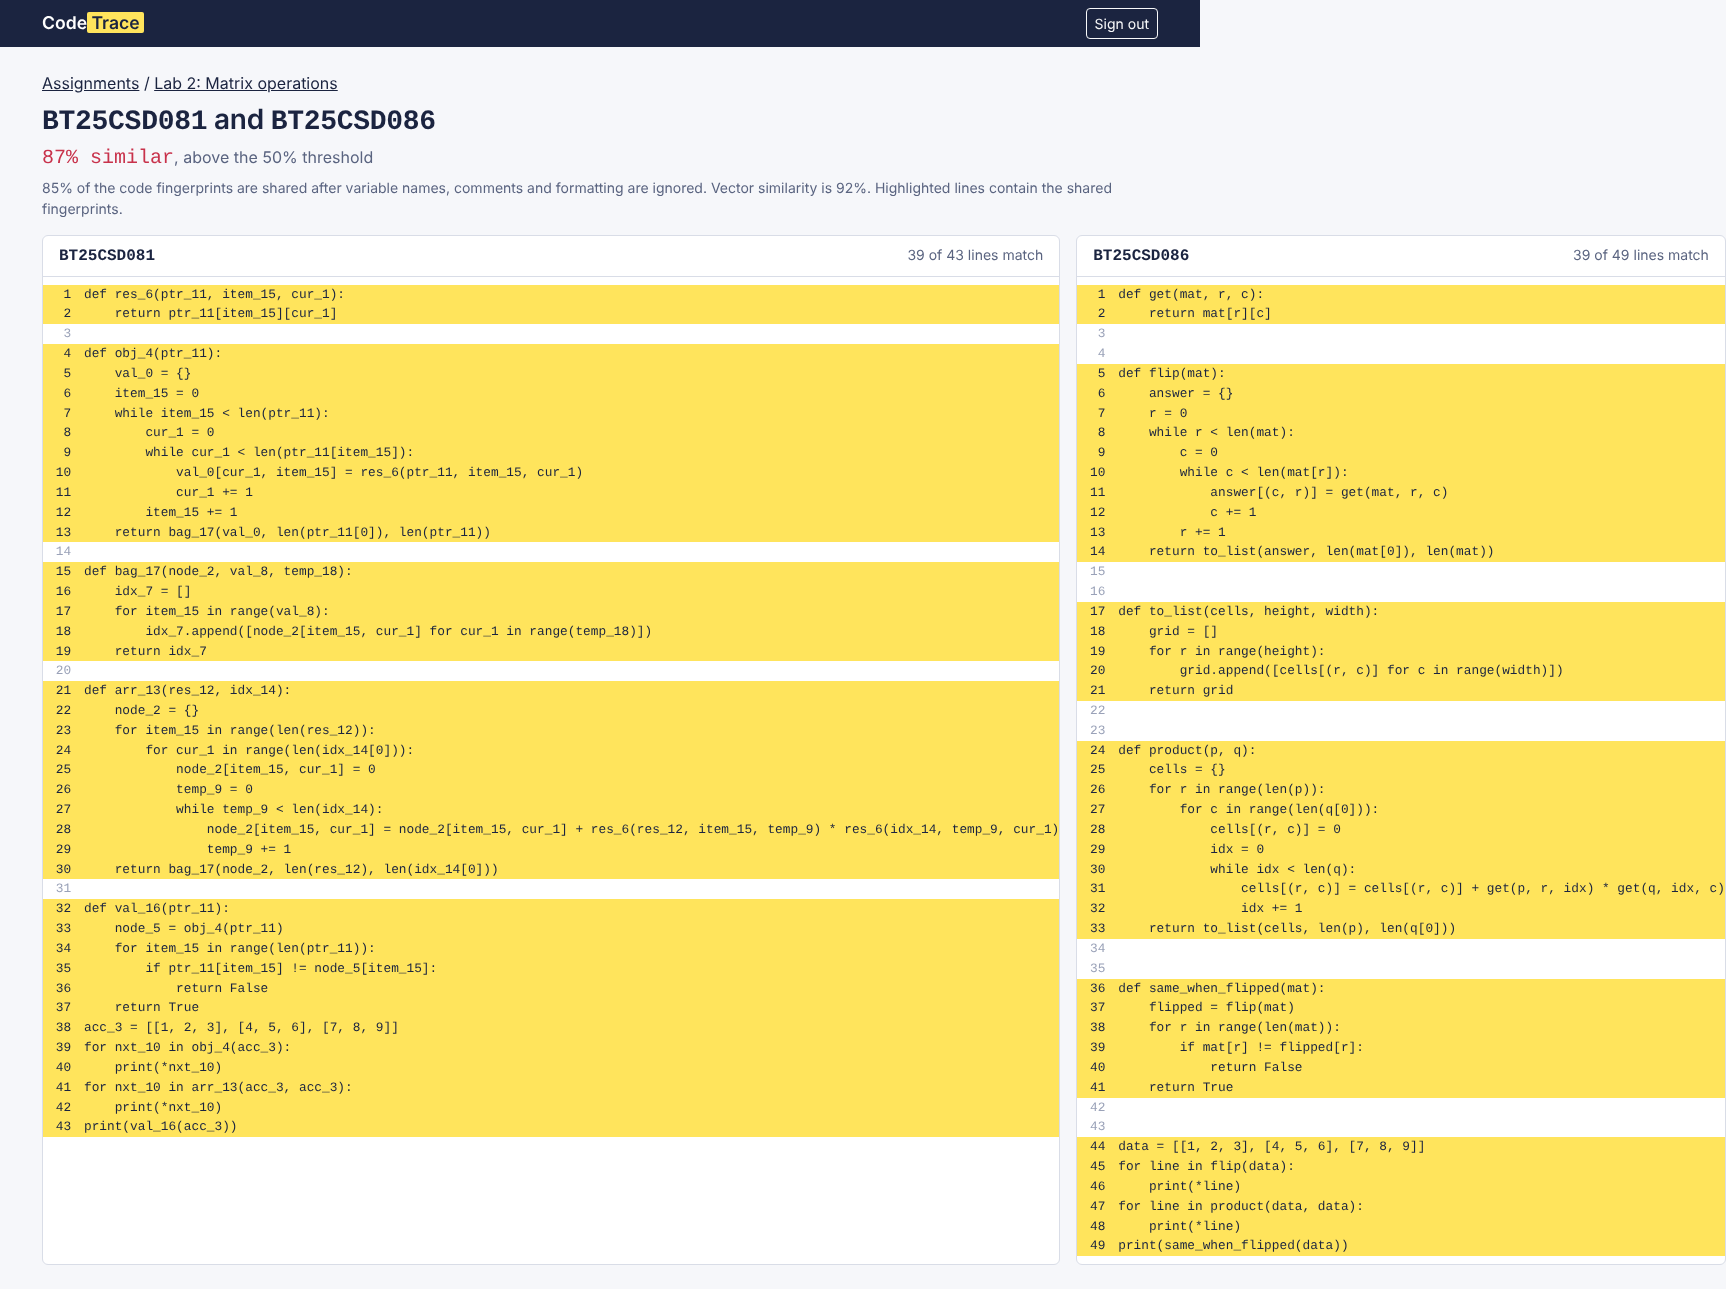 CodeTrace
Sign out
Assignments / Lab 2: Matrix operations
BT25CSD081 and BT25CSD086
87% similar, above the 50% threshold
85% of the code fingerprints are shared after variable names, comments and formatting are ignored. Vector similarity is 92%. Highlighted lines contain the shared
fingerprints.
BT25CSD081
39 of 43 lines match
1 def res_6(ptr_11, item_15, cur_1):
2     return ptr_11[item_15][cur_1]
3
4 def obj_4(ptr_11):
5     val_0 = {}
6     item_15 = 0
7     while item_15 < len(ptr_11):
8         cur_1 = 0
9         while cur_1 < len(ptr_11[item_15]):
10             val_0[cur_1, item_15] = res_6(ptr_11, item_15, cur_1)
11             cur_1 += 1
12         item_15 += 1
13     return bag_17(val_0, len(ptr_11[0]), len(ptr_11))
14
15 def bag_17(node_2, val_8, temp_18):
16     idx_7 = []
17     for item_15 in range(val_8):
18         idx_7.append([node_2[item_15, cur_1] for cur_1 in range(temp_18)])
19     return idx_7
20
21 def arr_13(res_12, idx_14):
22     node_2 = {}
23     for item_15 in range(len(res_12)):
24         for cur_1 in range(len(idx_14[0])):
25             node_2[item_15, cur_1] = 0
26             temp_9 = 0
27             while temp_9 < len(idx_14):
28                 node_2[item_15, cur_1] = node_2[item_15, cur_1] + res_6(res_12, item_15, temp_9) * res_6(idx_14, temp_9, cur_1)
29                 temp_9 += 1
30     return bag_17(node_2, len(res_12), len(idx_14[0]))
31
32 def val_16(ptr_11):
33     node_5 = obj_4(ptr_11)
34     for item_15 in range(len(ptr_11)):
35         if ptr_11[item_15] != node_5[item_15]:
36             return False
37     return True
38 acc_3 = [[1, 2, 3], [4, 5, 6], [7, 8, 9]]
39 for nxt_10 in obj_4(acc_3):
40     print(*nxt_10)
41 for nxt_10 in arr_13(acc_3, acc_3):
42     print(*nxt_10)
43 print(val_16(acc_3))
BT25CSD086
39 of 49 lines match
1 def get(mat, r, c):
2     return mat[r][c]
3
4
5 def flip(mat):
6     answer = {}
7     r = 0
8     while r < len(mat):
9         c = 0
10         while c < len(mat[r]):
11             answer[(c, r)] = get(mat, r, c)
12             c += 1
13         r += 1
14     return to_list(answer, len(mat[0]), len(mat))
15
16
17 def to_list(cells, height, width):
18     grid = []
19     for r in range(height):
20         grid.append([cells[(r, c)] for c in range(width)])
21     return grid
22
23
24 def product(p, q):
25     cells = {}
26     for r in range(len(p)):
27         for c in range(len(q[0])):
28             cells[(r, c)] = 0
29             idx = 0
30             while idx < len(q):
31                 cells[(r, c)] = cells[(r, c)] + get(p, r, idx) * get(q, idx, c)
32                 idx += 1
33     return to_list(cells, len(p), len(q[0]))
34
35
36 def same_when_flipped(mat):
37     flipped = flip(mat)
38     for r in range(len(mat)):
39         if mat[r] != flipped[r]:
40             return False
41     return True
42
43
44 data = [[1, 2, 3], [4, 5, 6], [7, 8, 9]]
45 for line in flip(data):
46     print(*line)
47 for line in product(data, data):
48     print(*line)
49 print(same_when_flipped(data))